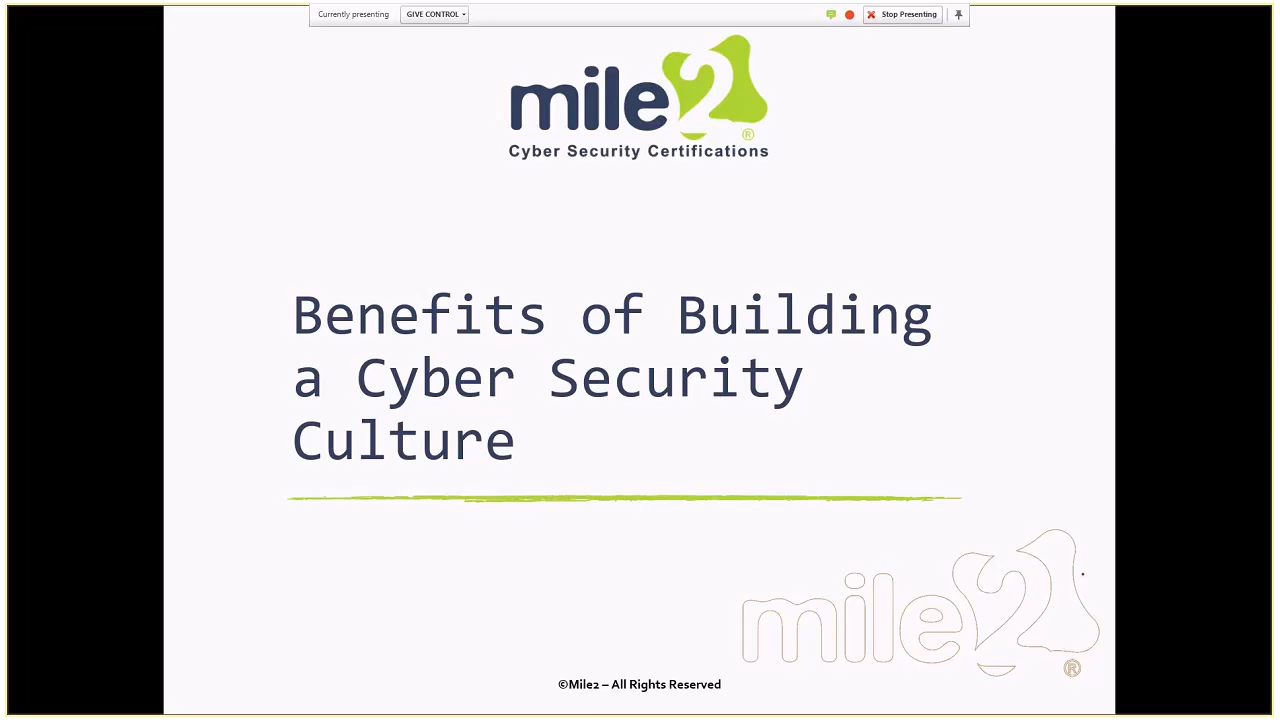 Currently presenting GIVE CONTROL Stop Presenting
mile2®
Cyber Security Certifications
Benefits of Building
a Cyber Security
Culture
mile2®
©Mile2 – All Rights Reserved